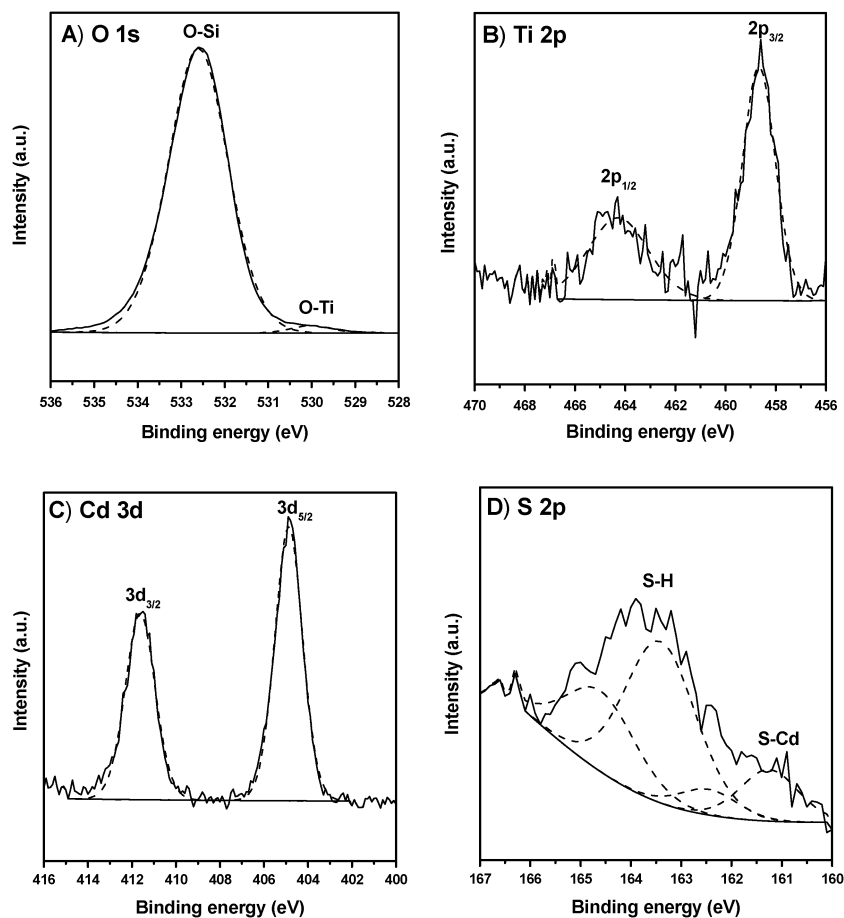 A) O 1s
O-Si
O-Ti
Intensity (a.u.)
536 535 534 533 532 531 530 529 528
Binding energy (eV)
B) Ti 2p
2p3/2
2p1/2
Intensity (a.u.)
470 468 466 464 462 460 458 456
Binding energy (eV)
C) Cd 3d
3d5/2
3d3/2
Intensity (a.u.)
416 414 412 410 408 406 404 402 400
Binding energy (eV)
D) S 2p
S-H
S-Cd
Intensity (a.u.)
167 166 165 164 163 162 161 160
Binding energy (eV)